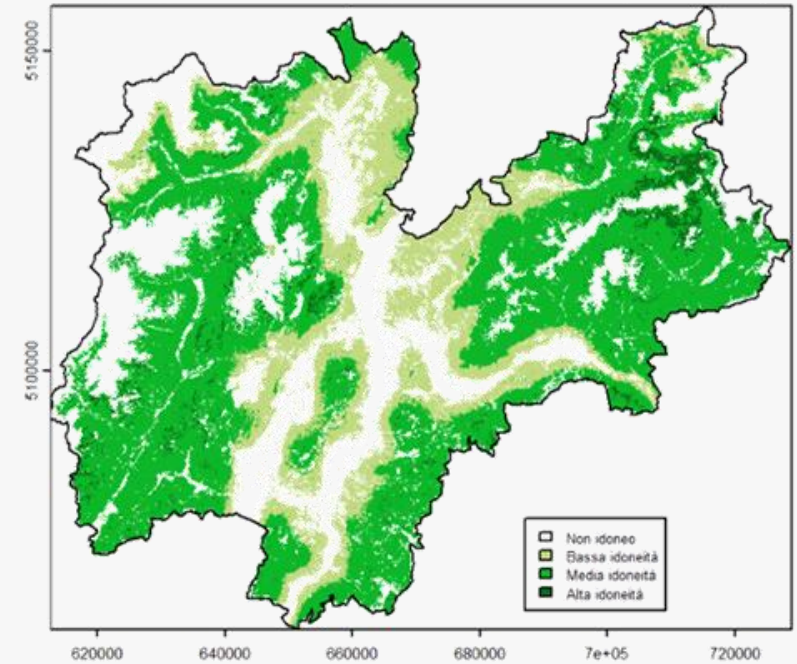 5150000
5100000
Non idoneo
Bassa idoneità
Media idoneità
Alta idoneità
620000 640000 660000 680000 7e+05 720000